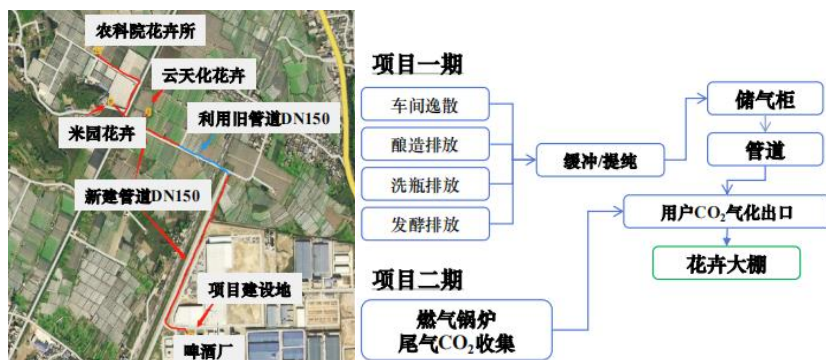 农科院花卉所
云天化花卉
利用旧管道DN150
米园花卉
新建管道DN150
项目建设地
啤酒厂
项目一期
车间逸散
酿造排放
洗瓶排放
发酵排放
缓冲/提纯
储气柜
管道
用户CO₂气化出口
花卉大棚
项目二期
燃气锅炉
尾气CO₂收集